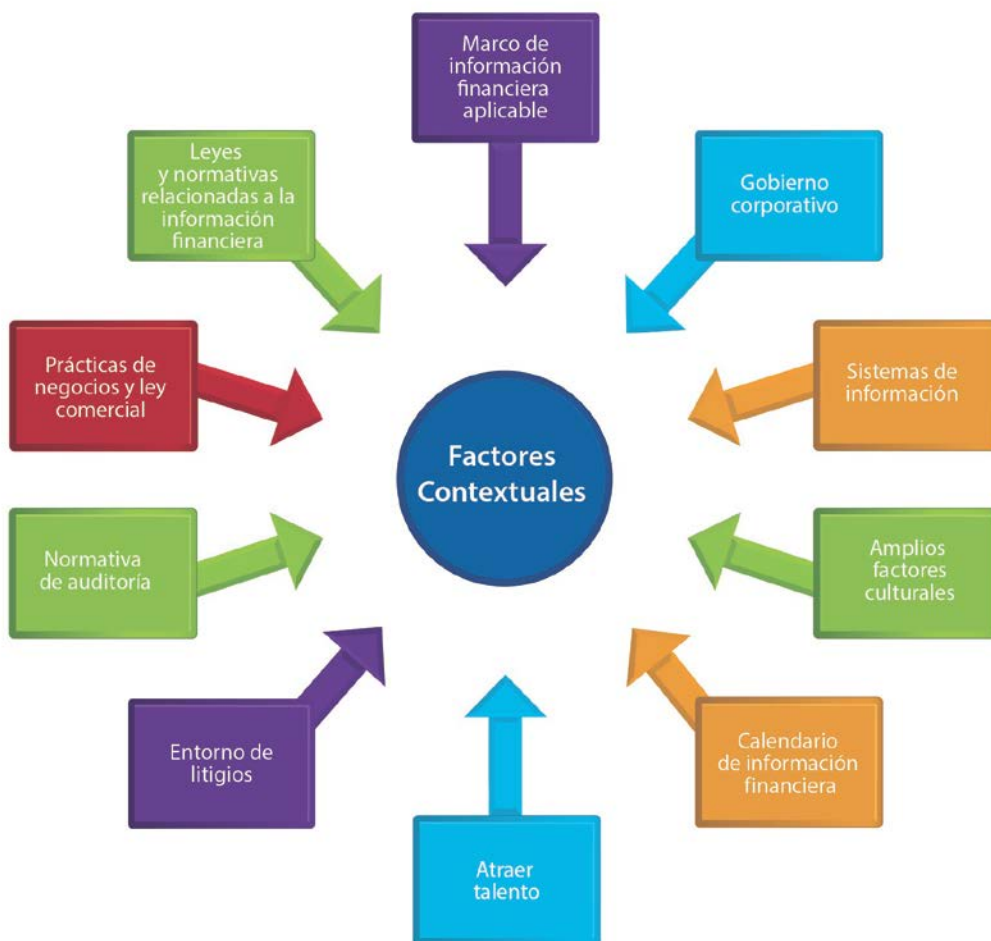 Marco de
información
financiera
aplicable
Leyes
y normativas
relacionadas a la
información
financiera
Gobierno
corporativo
Prácticas de
negocios y ley
comercial
Sistemas de
información
Factores
Contextuales
Normativa
de auditoría
Amplios
factores
culturales
Entorno de
litigios
Calendario
de información
financiera
Atraer
talento